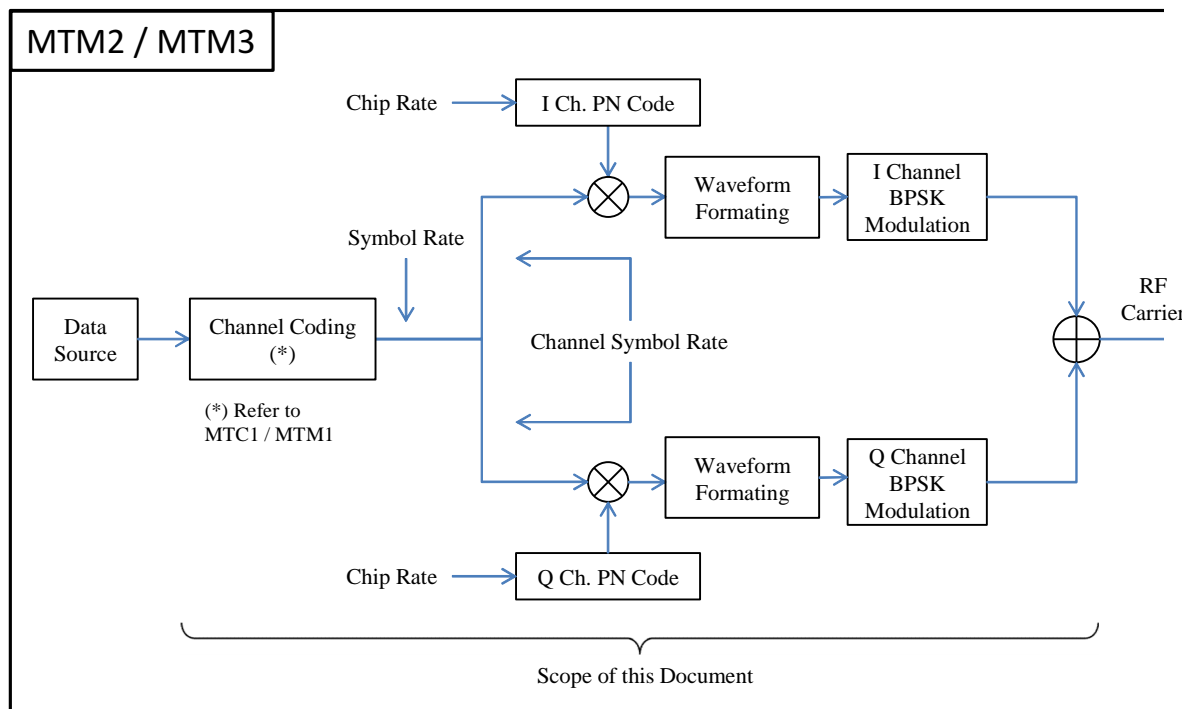 MTM2 / MTM3
Chip Rate
I Ch. PN Code
Waveform
Formating
I Channel
BPSK
Modulation
Symbol Rate
RF
Carrier
Data
Source
Channel Coding
(*)
Channel Symbol Rate
(*) Refer to
MTC1 / MTM1
Waveform
Formating
Q Channel
BPSK
Modulation
Chip Rate
Q Ch. PN Code
Scope of this Document